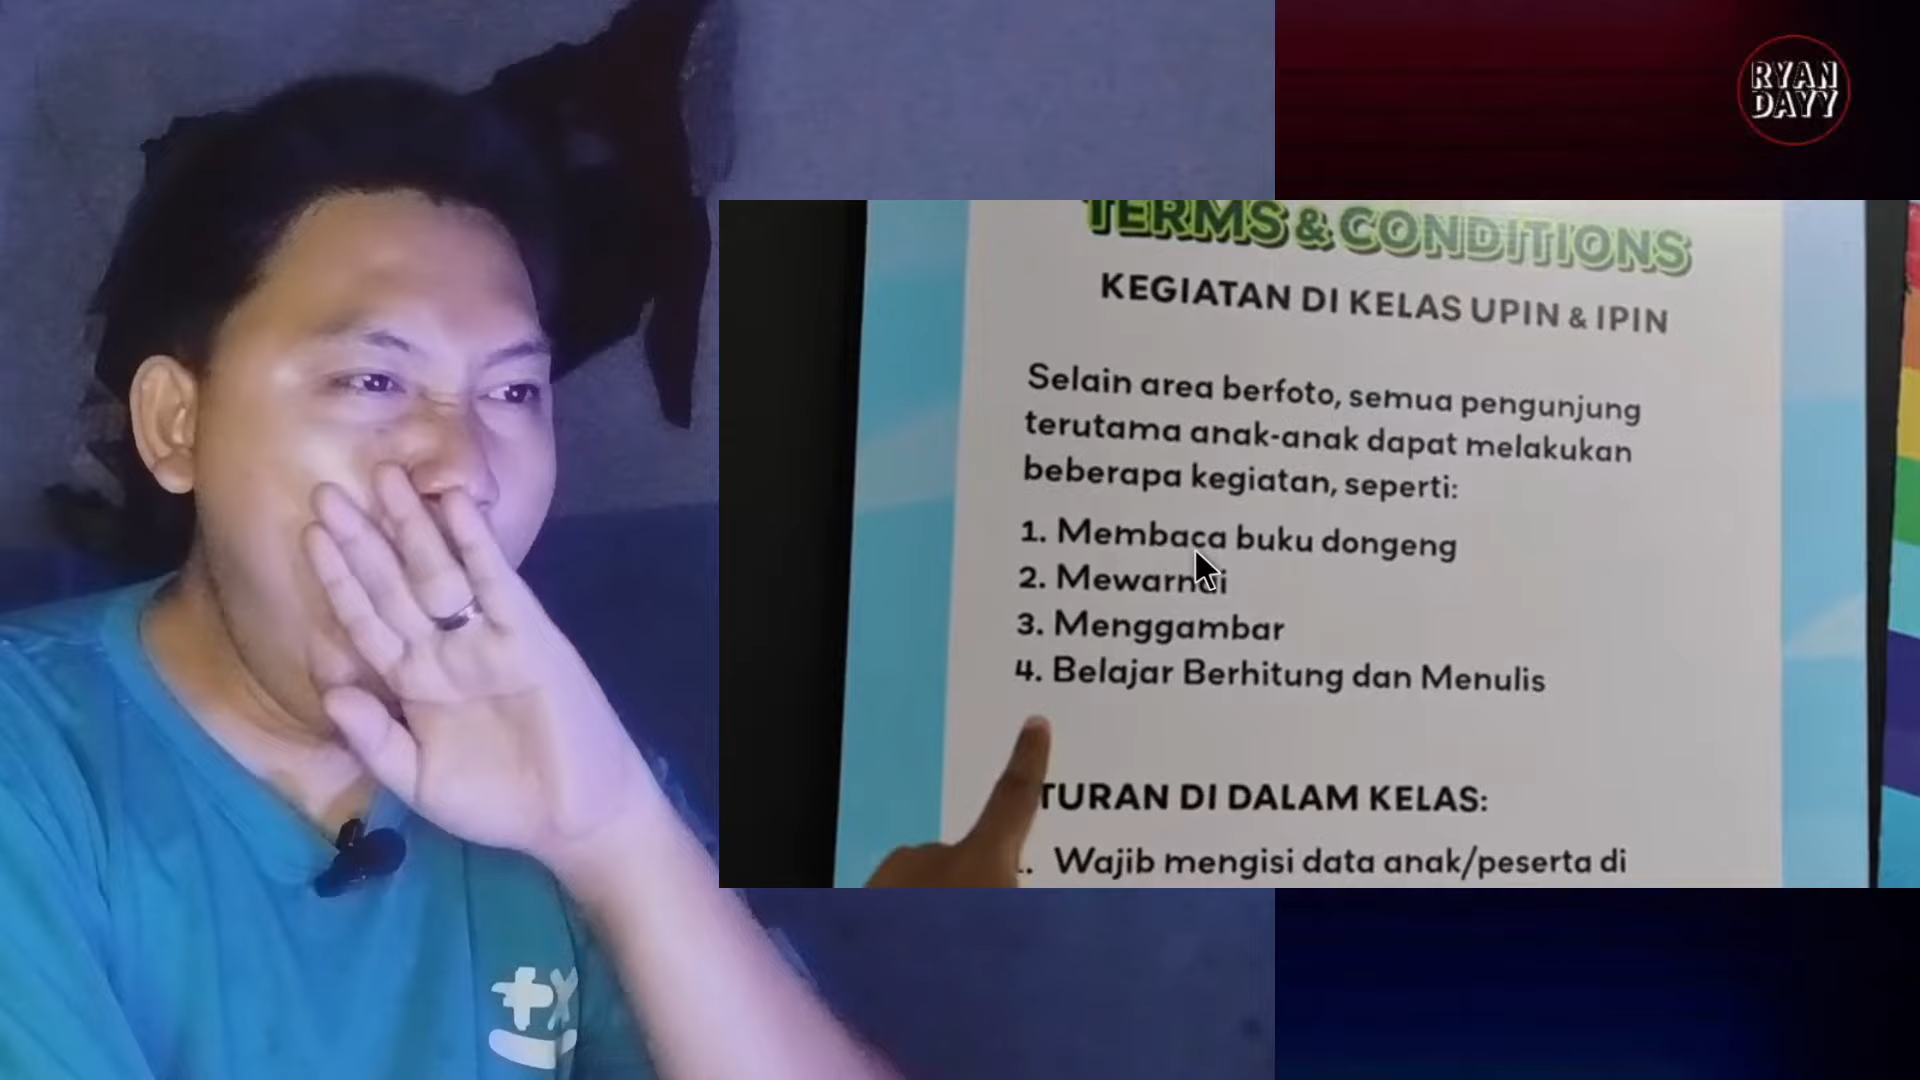 RYAN
DAYY
TERMS & CONDITIONS
KEGIATAN DI KELAS UPIN & IPIN
Selain area berfoto, semua pengunjung
terutama anak-anak dapat melakukan
beberapa kegiatan, seperti:
1. Membaca buku dongeng
2. Mewarnai
3. Menggambar
4. Belajar Berhitung dan Menulis
TURAN DI DALAM KELAS:
Wajib mengisi data anak/peserta di